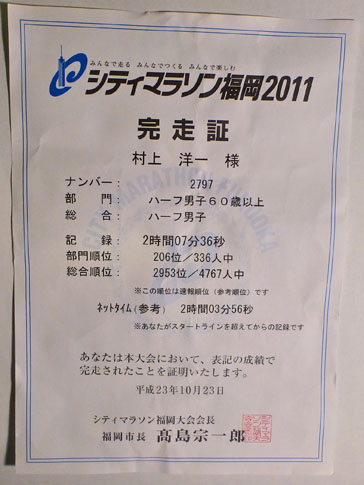 みんなで走る みんなでつくる みんなで楽しむ
シティマラソン福岡2011
完走証
村上 洋一 様
ナンバー： 2797
部 門： ハーフ男子６０歳以上
総 合： ハーフ男子
記 録： 2時間07分36秒
部門順位： 206位／336人中
総合順位： 2953位／4767人中
※この順位は速報順位（参考順位）です
ネットタイム(参考) 2時間03分56秒
※あなたがスタートラインを超えてからの記録です
あなたは本大会において、表記の成績で
完走されたことを証明いたします。
平成23年10月23日
シティマラソン福岡大会会長
福岡市長 髙島宗一郎
CITY MARATHON FUKUOKA